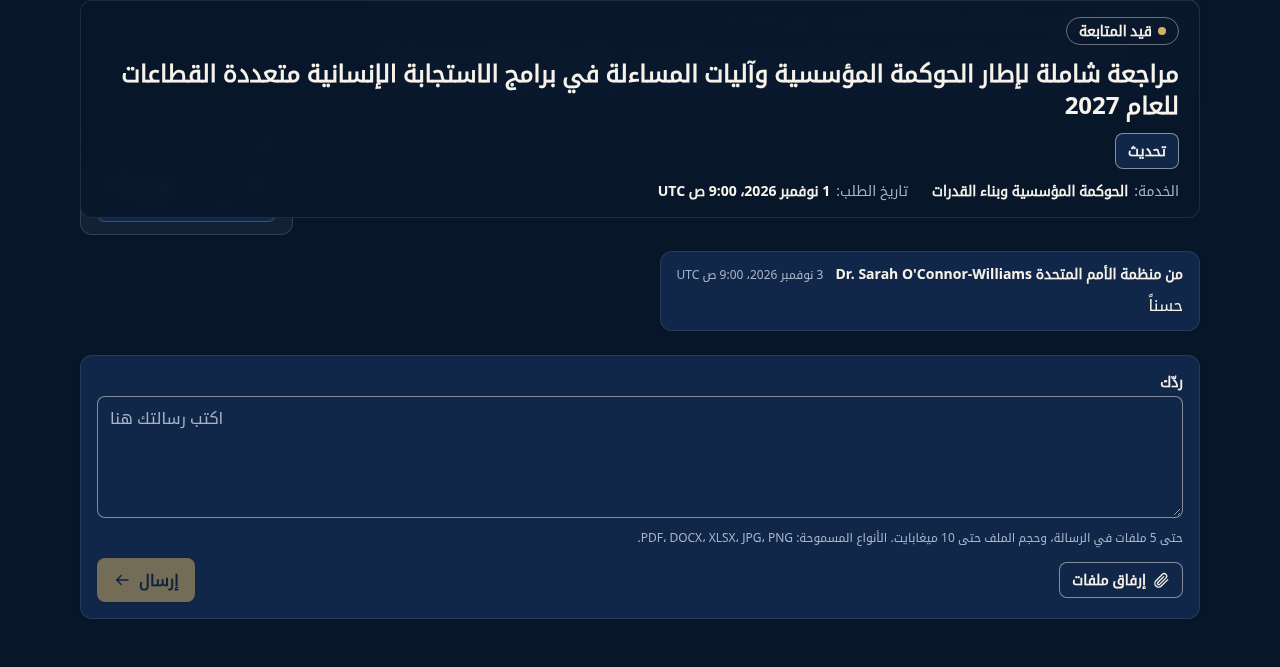 قيد المتابعة
مراجعة شاملة لإطار الحوكمة المؤسسية وآليات المساءلة في برامج الاستجابة الإنسانية متعددة القطاعات
للعام 2027
تحديث
الخدمة: الحوكمة المؤسسية وبناء القدرات تاريخ الطلب: 1 نوفمبر 2026، 9:00 ص UTC
من منظمة الأمم المتحدة Dr. Sarah O'Connor-Williams 3 نوفمبر 2026، 9:00 ص UTC
حسناً
ردّك
اكتب رسالتك هنا
حتى 5 ملفات في الرسالة، وحجم الملف حتى 10 ميغابايت. الأنواع المسموحة: PDF، DOCX، XLSX، JPG، PNG.
إرفاق ملفات
إرسال